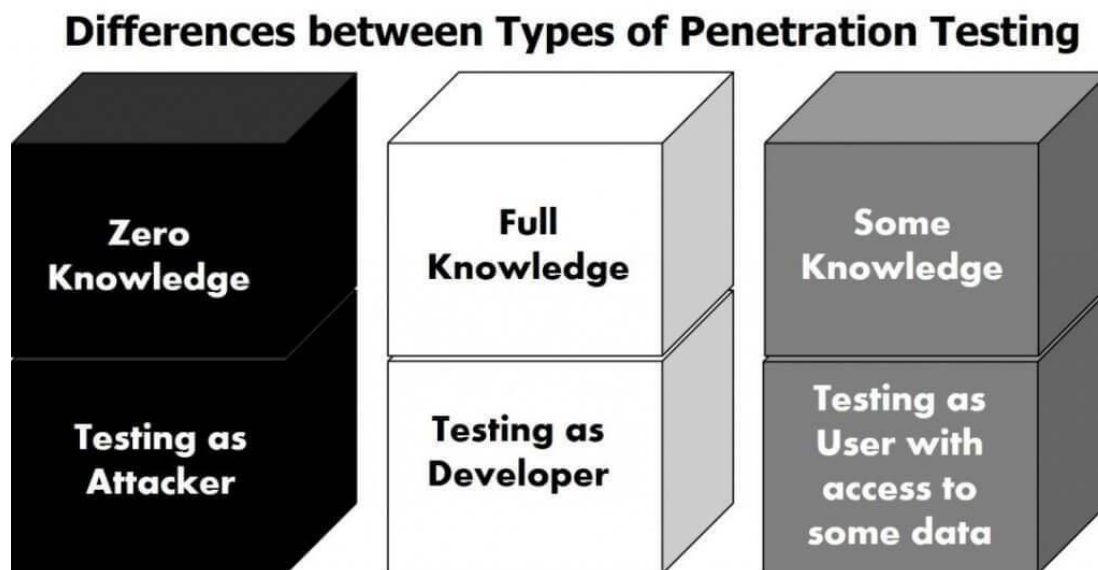 Differences between Types of Penetration Testing
Zero
Knowledge
Full
Knowledge
Some
Knowledge
Testing as
Attacker
Testing as
Developer
Testing as
User with
access to
some data